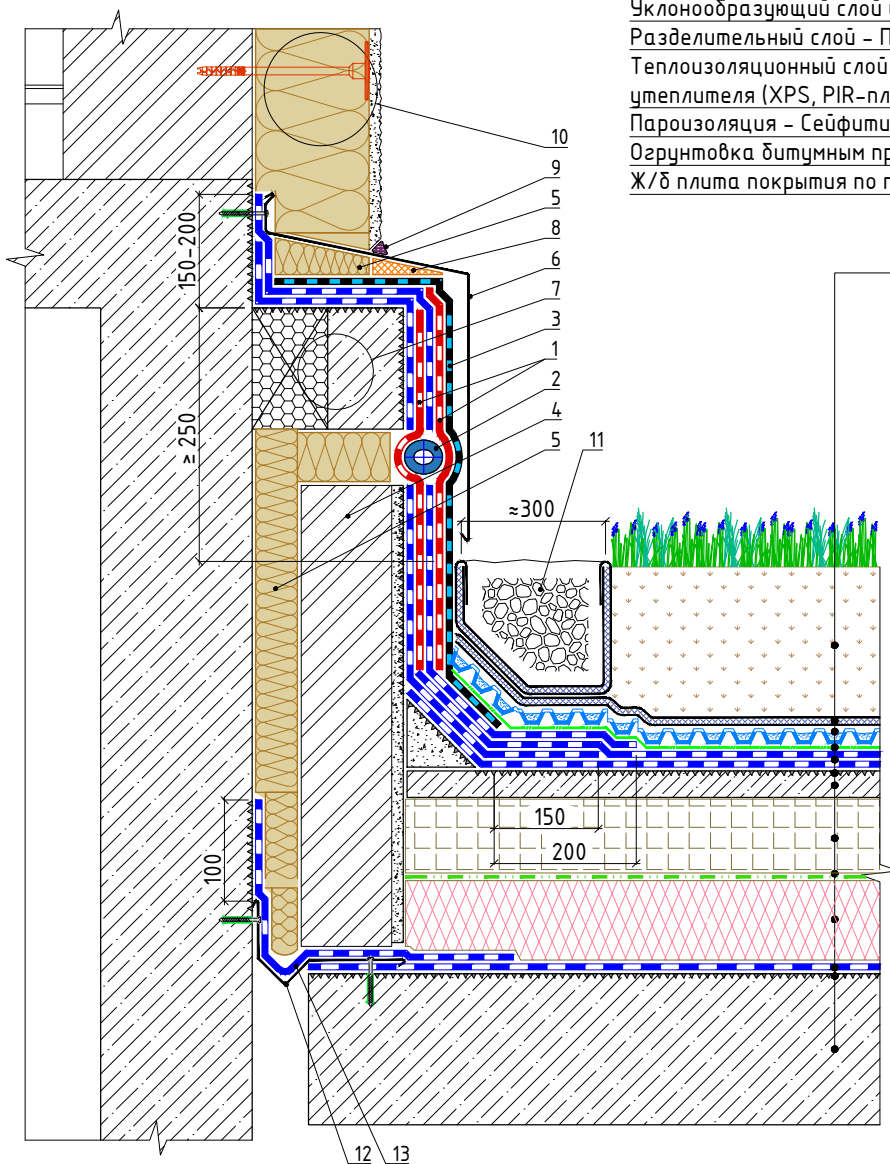 Разделительный слой – П
Теплоизоляционный слой
утеплителя (XPS, PIR-пл
Пароизоляция – Сейфити
Огрунтовка битумным пр
Ж/б плита покрытия по п
10
9
5
8
6
7
3
1
2
4
5
11
150-200
≥250
≈300
150
200
100
12
13
Уклонообразующий слой